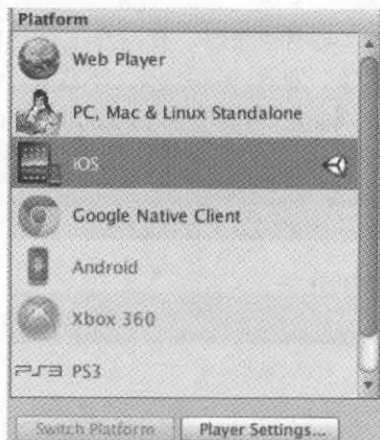 Platform
Web Player
PC, Mac & Linux Standalone
iOS
Google Native Client
Android
Xbox 360
PS3 PS3
Switch Platform Player Settings...